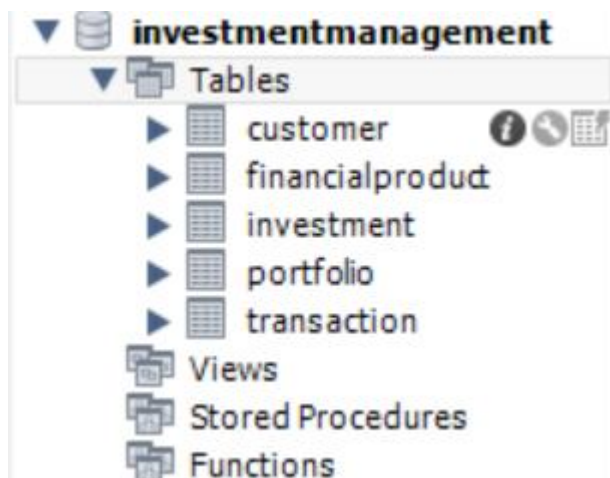 investmentmanagement
Tables
customer
financialproduct
investment
portfolio
transaction
Views
Stored Procedures
Functions